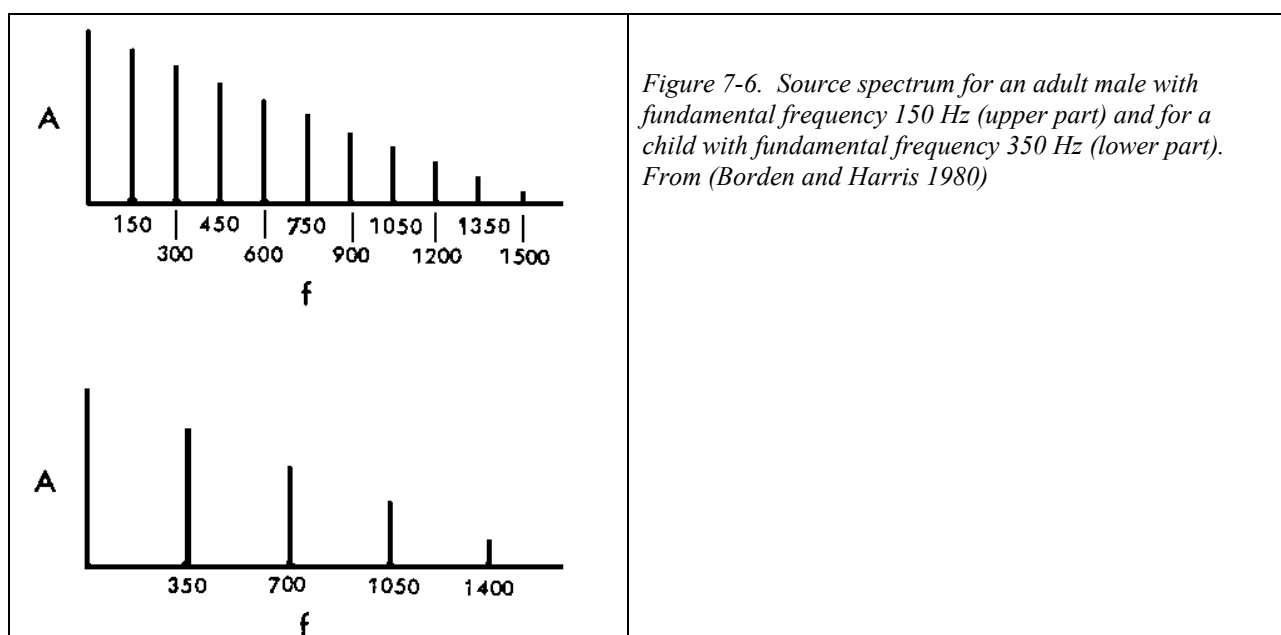 A
150 450 750 1050 1350
300 600 900 1200 1500
f
A
350 700 1050 1400
f
Figure 7-6. Source spectrum for an adult male with
fundamental frequency 150 Hz (upper part) and for a
child with fundamental frequency 350 Hz (lower part).
From (Borden and Harris 1980)